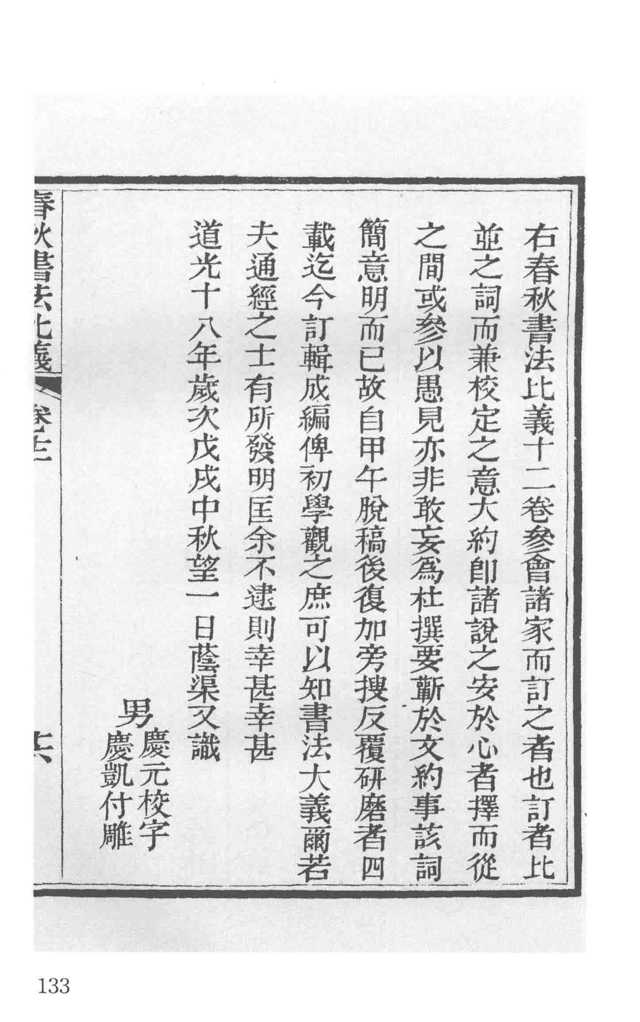 右春秋書法比義十二卷參會諸家而訂之者也訂者比
並之詞而兼校定之意大約卽諸說之安於心者擇而從
之間或參以愚見亦非敢妄爲杜撰要蘄於文約事該詞
簡意明而已故自甲午脫稿後復加旁搜反覆研磨者四
載迄今訂輯成編俾初學觀之庶可以知書法大義爾若
夫通經之士有所發明匡余不逮則幸甚幸甚
道光十八年歲次戊戌中秋望一日蔭渠又識
男慶元校字
慶凱付雕
春秋書法比義 卷十二
六
133